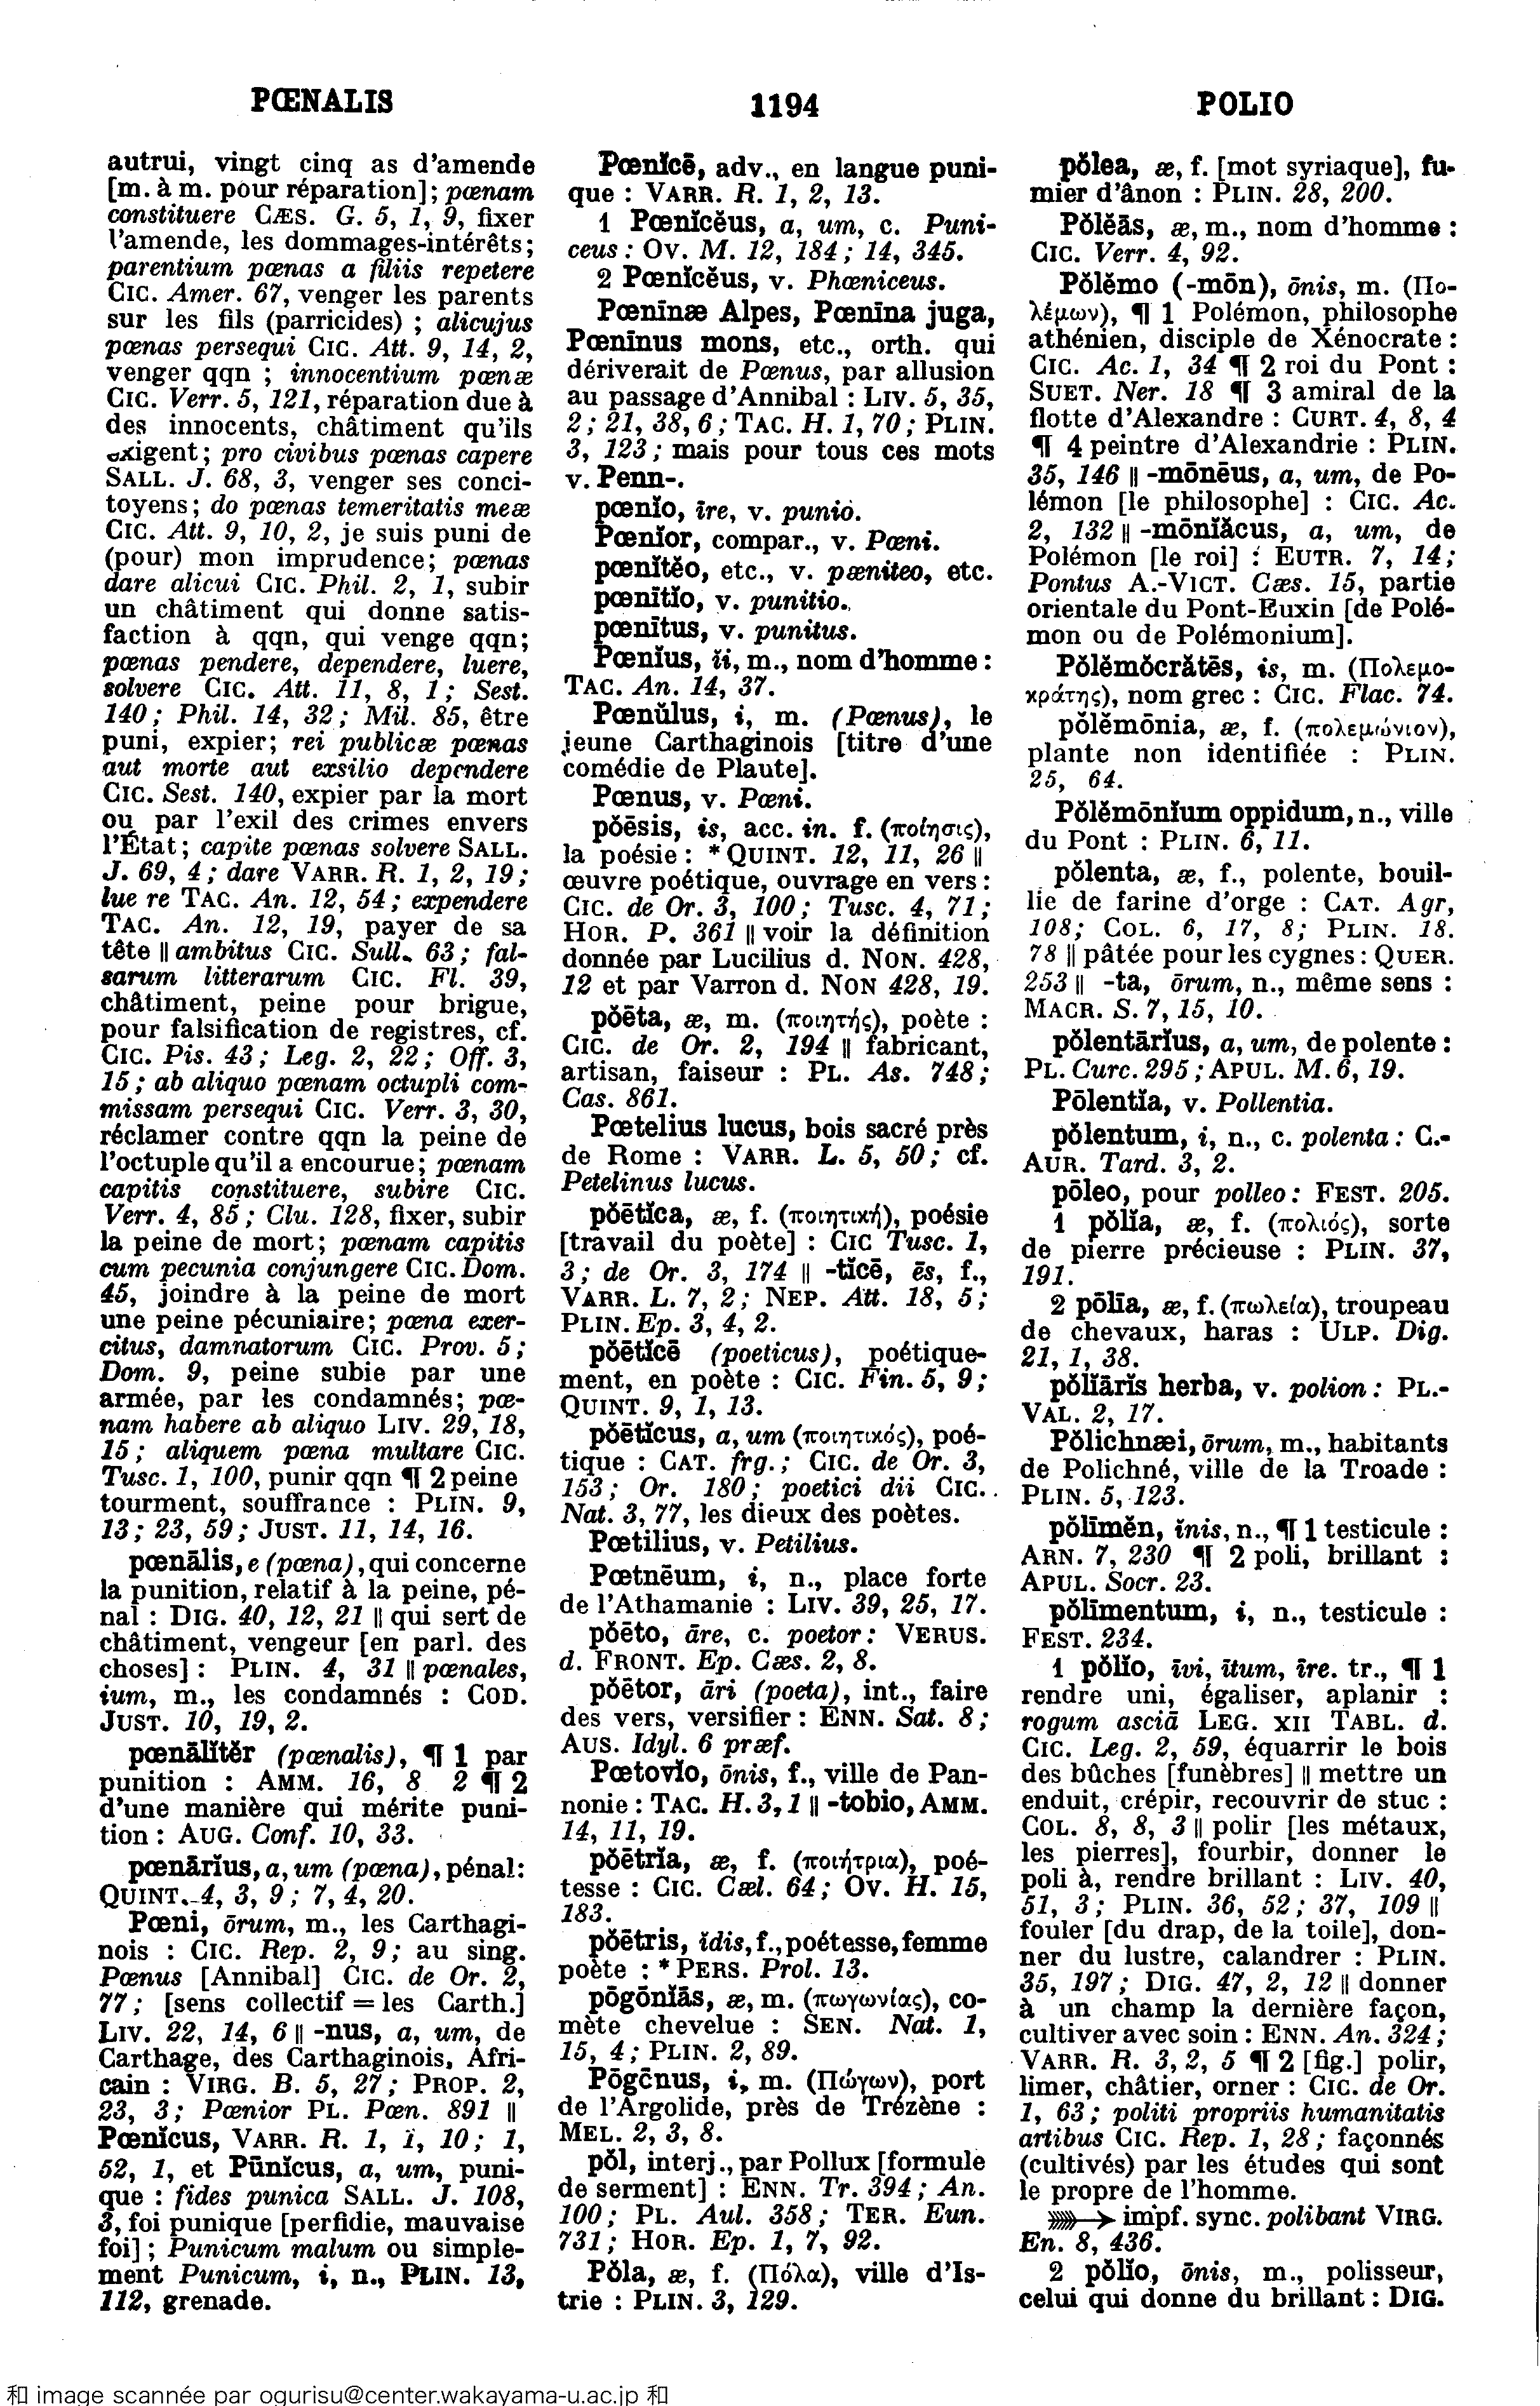 PŒNALIS
1194
POLIO
autrui, vingt cinq as d'amende
[m. à m. pour réparation]; pœnam
constituere CÆS. G. 5, 1, 9, fixer
l'amende, les dommages-intérêts;
parentium pœnas a filiis repetere
CIC. Amer. 67, venger les parents
sur les fils (parricides) ; alicujus
pœnas persequi CIC. Att. 9, 14, 2,
venger qqn ; innocentium pœnæ
CIC. Verr. 5, 121, réparation due à
des innocents, châtiment qu'ils
exigent; pro civibus pœnas capere
SALL. J. 68, 3, venger ses conci-
toyens; do pœnas temeritatis meæ
CIC. Att. 9, 10, 2, je suis puni de
(pour) mon imprudence; pœnas
dare alicui CIC. Phil. 2, 1, subir
un châtiment qui donne satis-
faction à qqn, qui venge qqn;
pœnas pendere, dependere, luere,
solvere CIC. Att. 11, 8, 1; Sest.
140; Phil. 14, 32; Mil. 85, être
puni, expier; rei publicæ pœnas
aut morte aut exsilio dependere
CIC. Sest. 140, expier par la mort
ou par l'exil des crimes envers
l'État; capite pœnas solvere SALL.
J. 69, 4; dare VARR. R. 1, 2, 19;
lue re TAC. An. 12, 54; expendere
TAC. An. 12, 19, payer de sa
tête || ambitus CIC. Sull. 63; fal-
sarum litterarum CIC. Fl. 39,
châtiment, peine pour brigue,
pour falsification de registres, cf.
CIC. Pis. 43; Leg. 2, 22; Off. 3,
15; ab aliquo pœnam octupli com-
missam persequi CIC. Verr. 3, 30,
réclamer contre qqn la peine de
l'octuple qu'il a encourue; pœnam
capitis constituere, subire CIC.
Verr. 4, 85; Clu. 128, fixer, subir
la peine de mort; pœnam capitis
cum pecunia conjungere CIC. Dom.
45, joindre à la peine de mort
une peine pécuniaire; pœna exer-
citus, damnatorum CIC. Prov. 5;
Dom. 9, peine subie par une
armée, par les condamnés; pœ-
nam habere ab aliquo LIV. 29, 18,
15; aliquem pœna multare CIC.
Tusc. 1, 100, punir qqn ¶ 2 peine
tourment, souffrance : PLIN. 9,
13; 23, 59; JUST. 11, 14, 16.
pœnālis, e (pœna), qui concerne
la punition, relatif à la peine, pé-
nal : DIG. 40, 12, 21 || qui sert de
châtiment, vengeur [en parl. des
choses] : PLIN. 4, 31 || pœnales,
ium, m., les condamnés : COD.
JUST. 10, 19, 2.
pœnālĭtĕr (pœnalis), ¶ 1 par
punition : AMM. 16, 8 2 ¶ 2
d'une manière qui mérite puni-
tion : AUG. Conf. 10, 33.
pœnārĭus, a, um (pœna), pénal:
QUINT. 4, 3, 9; 7, 4, 20.
Pœni, ōrum, m., les Carthagi-
nois : CIC. Rep. 2, 9; au sing.
Pœnus [Annibal] CIC. de Or. 2,
77; [sens collectif = les Carth.]
LIV. 22, 14, 6 || -nus, a, um, de
Carthage, des Carthaginois, Afri-
cain : VIRG. B. 5, 27; PROP. 2,
23, 3; Pœnior PL. Pœn. 891 ||
Pœnĭcus, VARR. R. 1, 1, 10; 1,
52, 1, et Pūnĭcus, a, um, puni-
que : fides punica SALL. J. 108,
3, foi punique [perfidie, mauvaise
foi]; Punicum malum ou simple-
ment Punicum, i, n., PLIN. 13,
112, grenade.
Pœnĭcē, adv., en langue puni-
que : VARR. R. 1, 2, 13.
1 Pœnĭcĕus, a, um, c. Puni-
ceus : OV. M. 12, 184; 14, 345.
2 Pœnĭcĕus, v. Phœniceus.
Pœnīnæ Alpes, Pœnīna juga,
Pœnīnus mons, etc., orth. qui
dériverait de Pœnus, par allusion
au passage d'Annibal : LIV. 5, 35,
2; 21, 38, 6; TAC. H. 1, 70; PLIN.
3, 123; mais pour tous ces mots
v. Penn-.
pœnĭo, īre, v. punio.
Pœnĭor, compar., v. Pœni.
pœnĭtĕo, etc., v. pæniteo, etc.
pœnītĭo, v. punitio.
pœnītus, v. punitus.
Pœnĭus, ĭi, m., nom d'homme :
TAC. An. 14, 37.
Pœnŭlus, i, m. (Pœnus), le
jeune Carthaginois [titre d'une
comédie de Plaute].
Pœnus, v. Pœni.
pŏēsis, is, acc. in. f. (ποίησις),
la poésie : *QUINT. 12, 11, 26 ||
œuvre poétique, ouvrage en vers :
CIC. de Or. 3, 100; Tusc. 4, 71;
HOR. P. 361 || voir la définition
donnée par Lucilius d. NON. 428,
12 et par Varron d. NON 428, 19.
pŏēta, æ, m. (ποιητής), poète :
CIC. de Or. 2, 194 || fabricant,
artisan, faiseur : PL. As. 748;
Cas. 861.
Pœtelius lucus, bois sacré près
de Rome : VARR. L. 5, 50; cf.
Petelinus lucus.
pŏētĭca, æ, f. (ποιητική), poésie
[travail du poète] : CIC Tusc. 1,
3; de Or. 3, 174 || -tĭcē, ēs, f.,
VARR. L. 7, 2; NEP. Att. 18, 5;
PLIN. Ep. 3, 4, 2.
pŏētĭcē (poeticus), poétique-
ment, en poète : CIC. Fin. 5, 9;
QUINT. 9, 1, 13.
pŏētĭcus, a, um (ποιητικός), poé-
tique : CAT. frg.; CIC. de Or. 3,
153; Or. 180; poetici dii CIC.
Nat. 3, 77, les dieux des poètes.
Pœtilius, v. Petilius.
Pœtnēum, i, n., place forte
de l'Athamanie : LIV. 39, 25, 17.
pŏēto, āre, c. poetor : VERUS.
d. FRONT. Ep. Cæs. 2, 8.
pŏētor, āri (poeta), int., faire
des vers, versifier : ENN. Sat. 8;
AUS. Idyl. 6 præf.
Pœtovĭo, ōnis, f., ville de Pan-
nonie : TAC. H. 3, 1 || -tobio, AMM.
14, 11, 19.
pŏētrĭa, æ, f. (ποιήτρια), poé-
tesse : CIC. Cæl. 64; OV. H. 15,
183.
pŏētris, ĭdis, f., poétesse, femme
poète : *PERS. Prol. 13.
pōgōnĭās, æ, m. (πωγωνίας), co-
mète chevelue : SEN. Nat. 1,
15, 4; PLIN. 2, 89.
Pōgōnus, i, m. (Πώγων), port
de l'Argolide, près de Trézène :
MEL. 2, 3, 8.
pŏl, interj., par Pollux [formule
de serment] : ENN. Tr. 394; An.
100; PL. Aul. 358; TER. Eun.
731; HOR. Ep. 1, 7, 92.
Pŏla, æ, f. (Πόλα), ville d'Is-
trie : PLIN. 3, 129.
pŏlea, æ, f. [mot syriaque], fu-
mier d'ânon : PLIN. 28, 200.
Pŏlĕās, æ, m., nom d'homme :
CIC. Verr. 4, 92.
Pŏlĕmo (-mōn), ōnis, m. (Πο-
λέμων), ¶ 1 Polémon, philosophe
athénien, disciple de Xénocrate :
CIC. Ac. 1, 34 ¶ 2 roi du Pont :
SUET. Ner. 18 ¶ 3 amiral de la
flotte d'Alexandre : CURT. 4, 8, 4
¶ 4 peintre d'Alexandrie : PLIN.
35, 146 || -mōnēus, a, um, de Po-
lémon [le philosophe] : CIC. Ac.
2, 132 || -mōnĭăcus, a, um, de
Polémon [le roi] : EUTR. 7, 14;
Pontus A.-VICT. Cæs. 15, partie
orientale du Pont-Euxin [de Polé-
mon ou de Polémonium].
Pŏlĕmŏcrătēs, is, m. (Πολεμο-
κράτης), nom grec : CIC. Flac. 74.
pŏlĕmōnia, æ, f. (πολεμώνιον),
plante non identifiée : PLIN.
25, 64.
Pŏlĕmōnĭum oppidum, n., ville
du Pont : PLIN. 6, 11.
pŏlenta, æ, f., polente, bouil-
lie de farine d'orge : CAT. Agr,
108; COL. 6, 17, 8; PLIN. 18.
78 || pâtée pour les cygnes : QUER.
253 || -ta, ōrum, n., même sens :
MACR. S. 7, 15, 10.
pŏlentārĭus, a, um, de polente :
PL. Curc. 295; APUL. M. 6, 19.
Pōlentĭa, v. Pollentia.
pŏlentum, i, n., c. polenta : C.-
AUR. Tard. 3, 2.
pōleo, pour polleo : FEST. 205.
1 pŏlĭa, æ, f. (πολιός), sorte
de pierre précieuse : PLIN. 37,
191.
2 pōlīa, æ, f. (πωλεία), troupeau
de chevaux, haras : ULP. Dig.
21, 1, 38.
pŏlĭāris herba, v. polion : PL.-
VAL. 2, 17.
Pŏlichnæi, ōrum, m., habitants
de Polichné, ville de la Troade :
PLIN. 5, 123.
pŏlīmĕn, ĭnis, n., ¶ 1 testicule :
ARN. 7, 230 ¶ 2 poli, brillant :
APUL. Socr. 23.
pŏlīmentum, i, n., testicule :
FEST. 234.
1 pŏlĭo, īvi, ītum, īre. tr., ¶ 1
rendre uni, égaliser, aplanir :
rogum asciā LEG. XII TABL. d.
CIC. Leg. 2, 59, équarrir le bois
des bûches [funèbres] || mettre un
enduit, crépir, recouvrir de stuc :
COL. 8, 8, 3 || polir [les métaux,
les pierres], fourbir, donner le
poli à, rendre brillant : LIV. 40,
51, 3; PLIN. 36, 52; 37, 109 ||
fouler [du drap, de la toile], don-
ner du lustre, calandrer : PLIN.
35, 197; DIG. 47, 2, 12 || donner
à un champ la dernière façon,
cultiver avec soin : ENN. An. 324;
VARR. R. 3, 2, 5 ¶ 2 [fig.] polir,
limer, châtier, orner : CIC. de Or.
1, 63; politi propriis humanitatis
artibus CIC. Rep. 1, 28; façonnés
(cultivés) par les études qui sont
le propre de l'homme.
impf. sync. polibant VIRG.
En. 8, 436.
2 pŏlĭo, ōnis, m., polisseur,
celui qui donne du brillant : DIG.
和 image scannée par ogurisu@center.wakayama-u.ac.jp 和